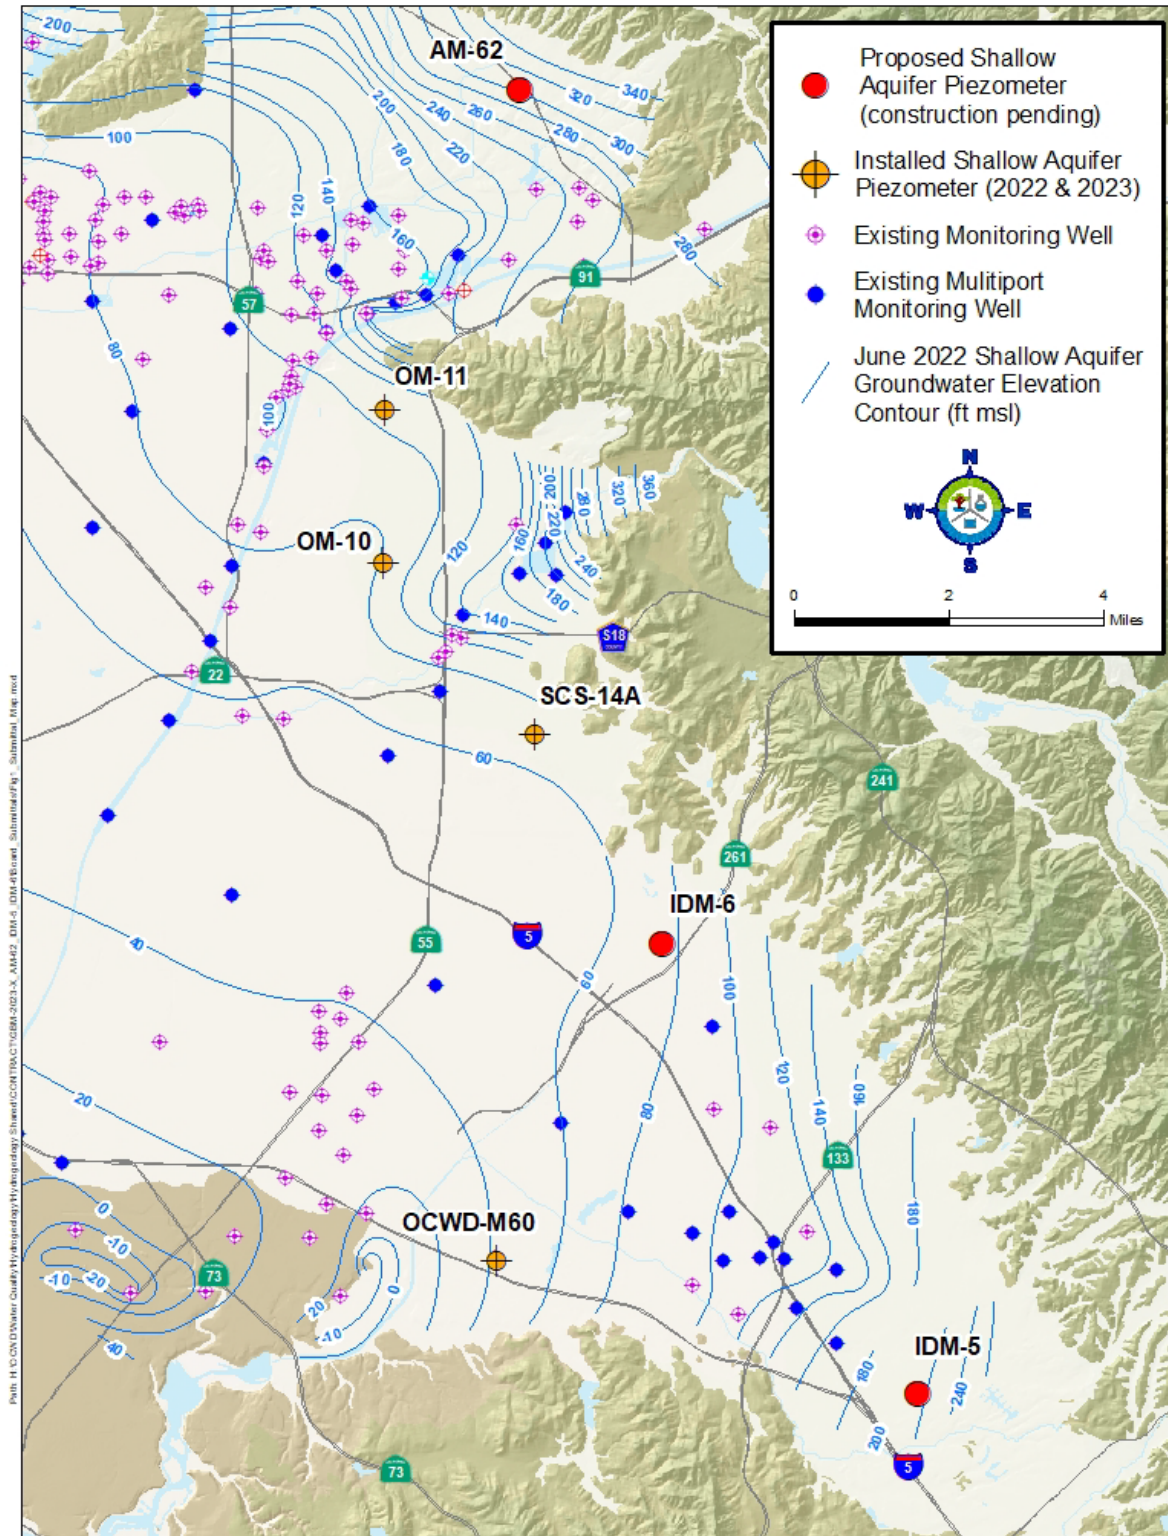 200
AM-62
340
320
300
280
260
240
220
200
180
160
140
120
100
280
91
57
80
OM-11
100
OM-10
120
140
160
180
200
220
240
280
320
360
S18
COUNTY
22
SCS-14A
60
241
261
IDM-6
40
55
5
60
100
80
120
140
160
133
180
20
0
-10
-20
-10
40
73
OCWD-M60
0
20
-10
IDM-5
180
240
200
5
73
Proposed Shallow
Aquifer Piezometer
(construction pending)
Installed Shallow Aquifer
Piezometer (2022 & 2023)
Existing Monitoring Well
Existing Mulitiport
Monitoring Well
June 2022 Shallow Aquifer
Groundwater Elevation
Contour (ft msl)
N
W
E
S
0
2
4
Miles